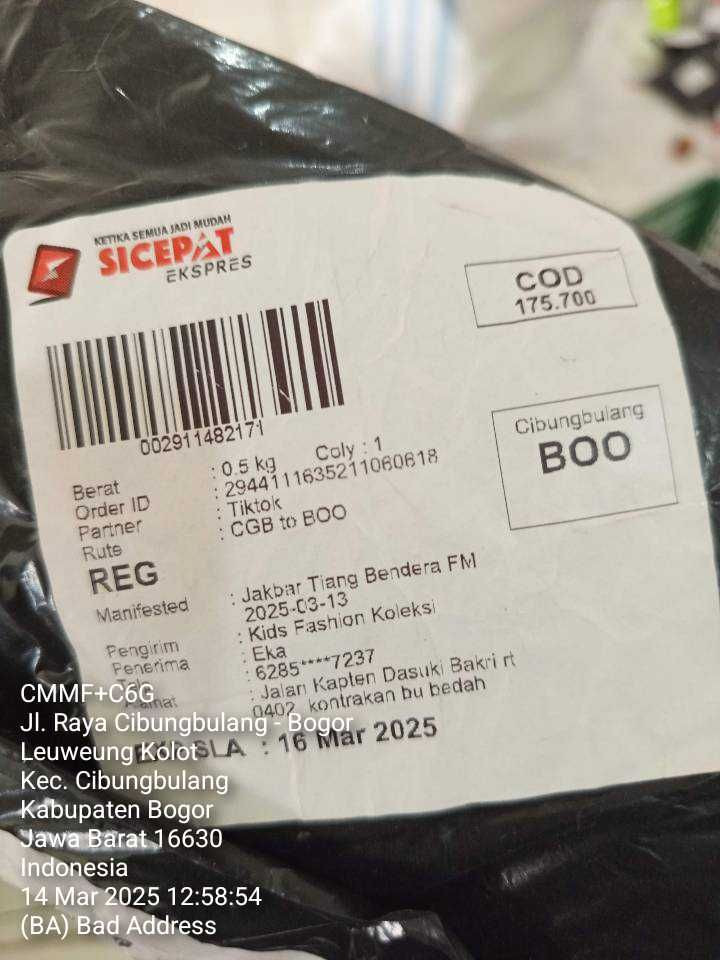 KETIKA SEMUA JADI MUDAH
SICEPAT
EKSPRES
COD
175.700
002911482171
Cibungbulang
BOO
Berat : 0.5 kg Coly : 1
Order ID : 294411163521106​0618
Partner : Tiktok
Rute : CGB to BOO
REG
Manifested : Jakbar Tiang Bendera FM
2025-03-13
Pengirim : Kids Fashion Koleksi
Penerima : Eka
: 6285****7237
: Jalan Kapten Dasuki Bakri rt
0402, kontrakan bu bedah
SLA : 16 Mar 2025
CMMF+C6G
Jl. Raya Cibungbulang - Bogor
Leuweung Kolot
Kec. Cibungbulang
Kabupaten Bogor
Jawa Barat 16630
Indonesia
14 Mar 2025 12:58:54
(BA) Bad Address